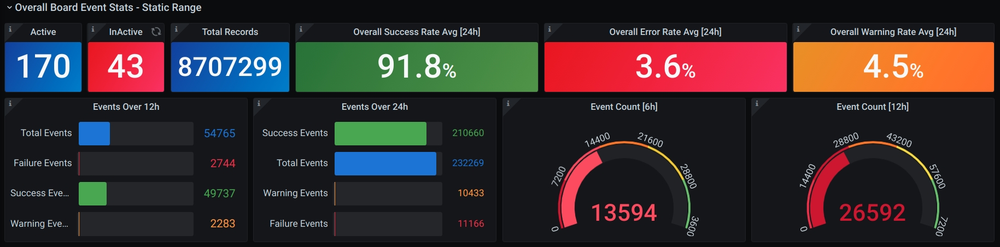 Overall Board Event Stats - Static Range
Active
InActive
Total Records
Overall Success Rate Avg [24h]
Overall Error Rate Avg [24h]
Overall Warning Rate Avg [24h]
170
43
8707299
91.8%
3.6%
4.5%
Events Over 12h
Total Events 54765
Failure Events 2744
Success Eve... 49737
Warning Eve... 2283
Events Over 24h
Success Events 210660
Total Events 232269
Warning Events 10433
Failure Events 11166
Event Count [6h]
0
7200
14400
21600
28800
3600
13594
Event Count [12h]
0
14400
28800
43200
57600
7200
26592